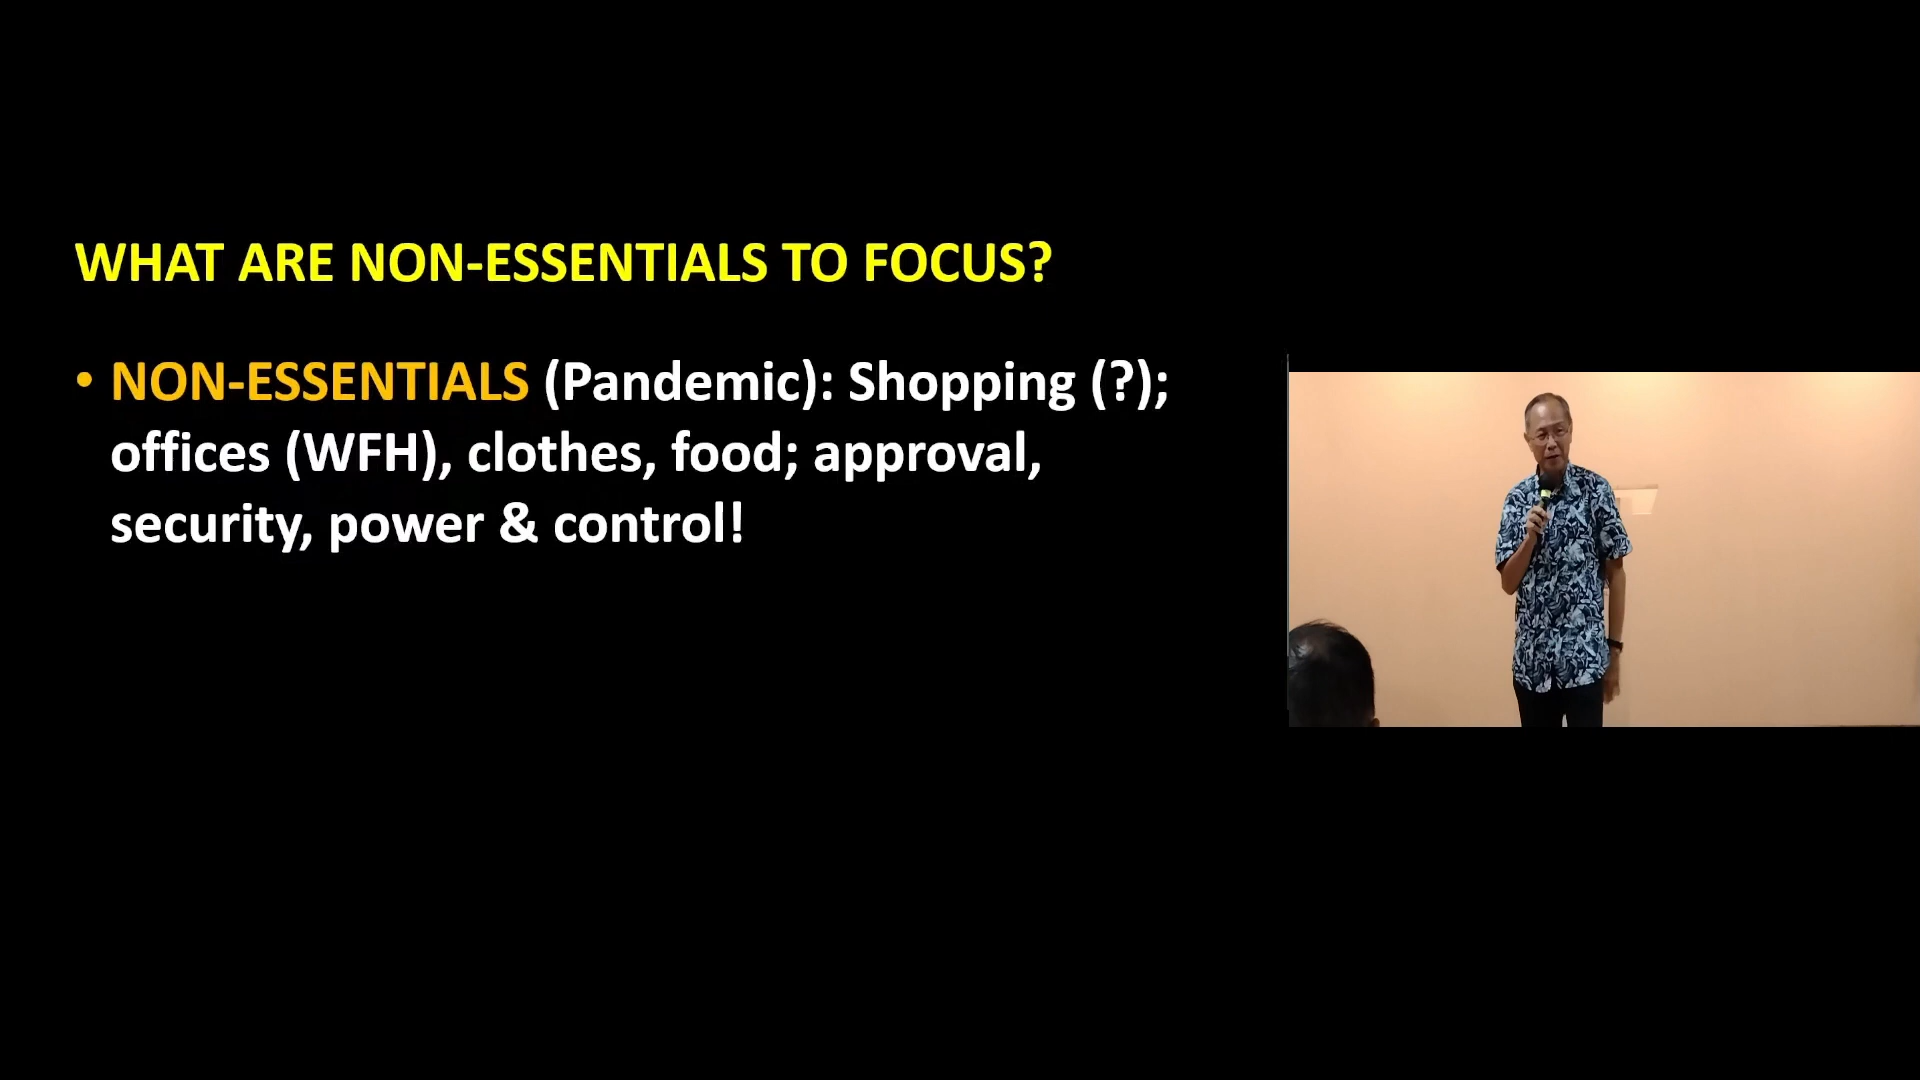 WHAT ARE NON-ESSENTIALS TO FOCUS?
• NON-ESSENTIALS (Pandemic): Shopping (?);
offices (WFH), clothes, food; approval,
security, power & control!